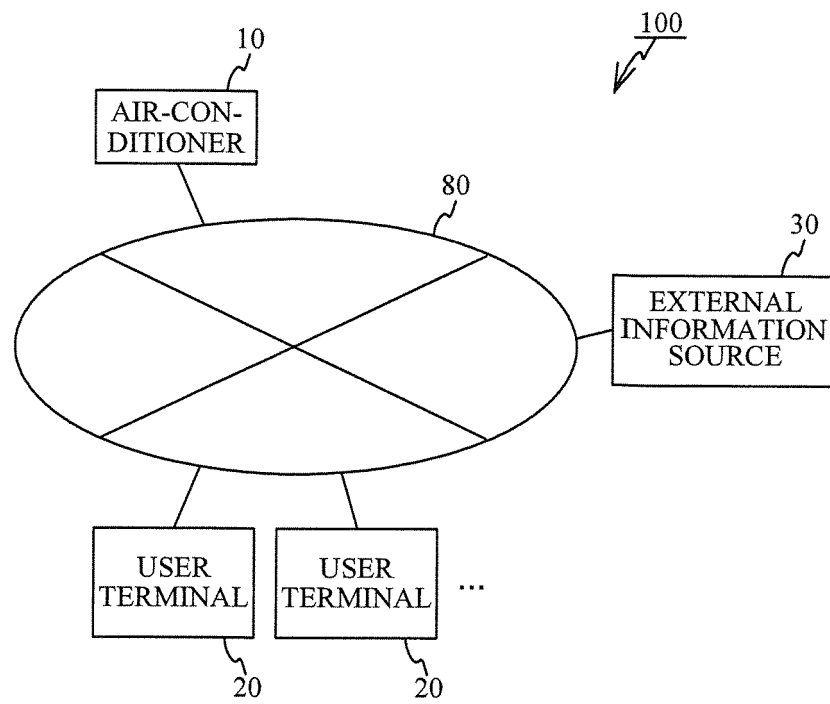 100
10
AIR-CON-
DITIONER
80
30
EXTERNAL
INFORMATION
SOURCE
USER
TERMINAL
USER
TERMINAL
...
20
20